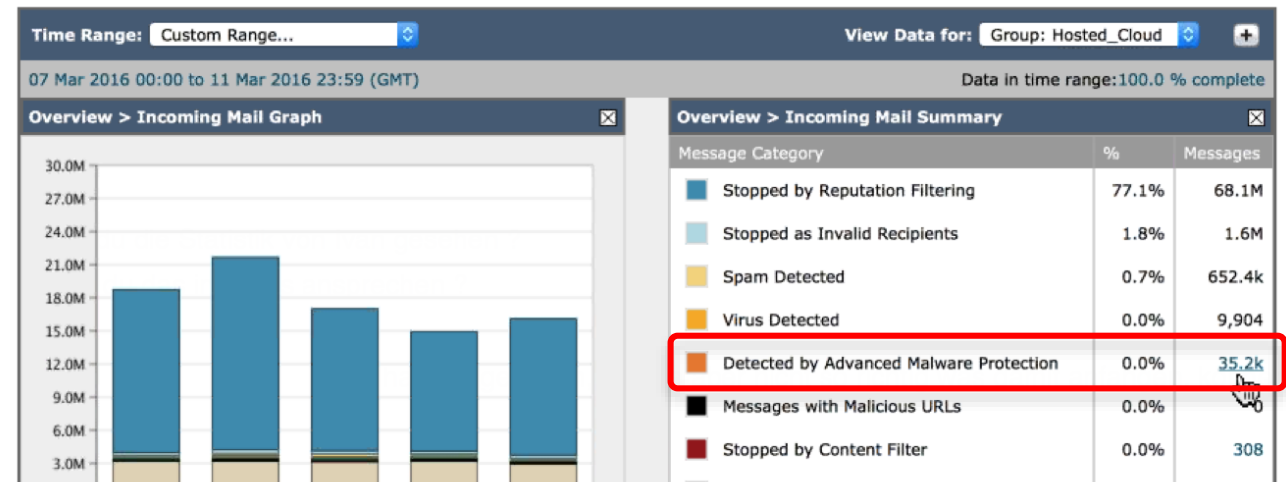 Time Range: Custom Range... View Data for: Group: Hosted_Cloud +
07 Mar 2016 00:00 to 11 Mar 2016 23:59 (GMT) Data in time range:100.0 % complete
Overview > Incoming Mail Graph
30.0M
27.0M
24.0M
21.0M
18.0M
15.0M
12.0M
9.0M
6.0M
3.0M
Overview > Incoming Mail Summary
Message Category % Messages
Stopped by Reputation Filtering 77.1% 68.1M
Stopped as Invalid Recipients 1.8% 1.6M
Spam Detected 0.7% 652.4k
Virus Detected 0.0% 9,904
Detected by Advanced Malware Protection 0.0% 35.2k
Messages with Malicious URLs 0.0% 0
Stopped by Content Filter 0.0% 308